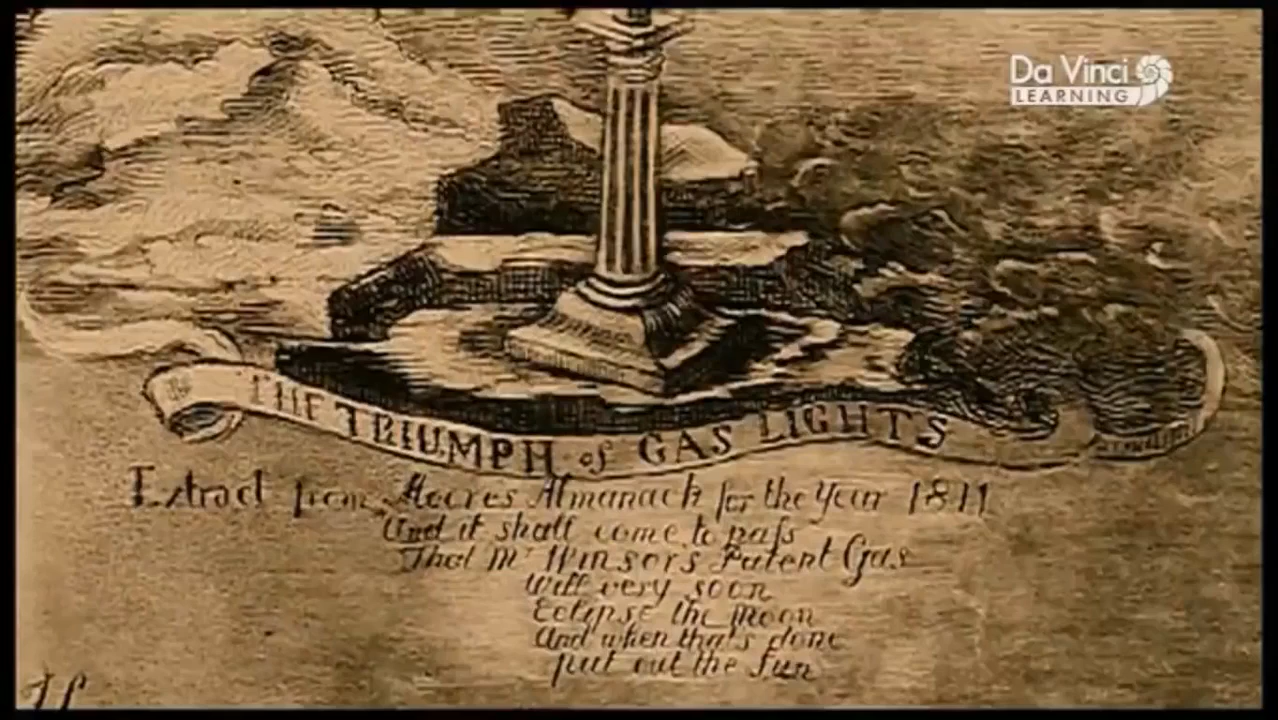 Da Vinci
LEARNING
THE TRIUMPH of GAS LIGHTS
Extract from Moores Almanack for the Year 1811
And it shall come to paſs
That Mr Winsors Patent Gas
Will very soon
Eclipse the Moon
And when that's done
put out the Sun